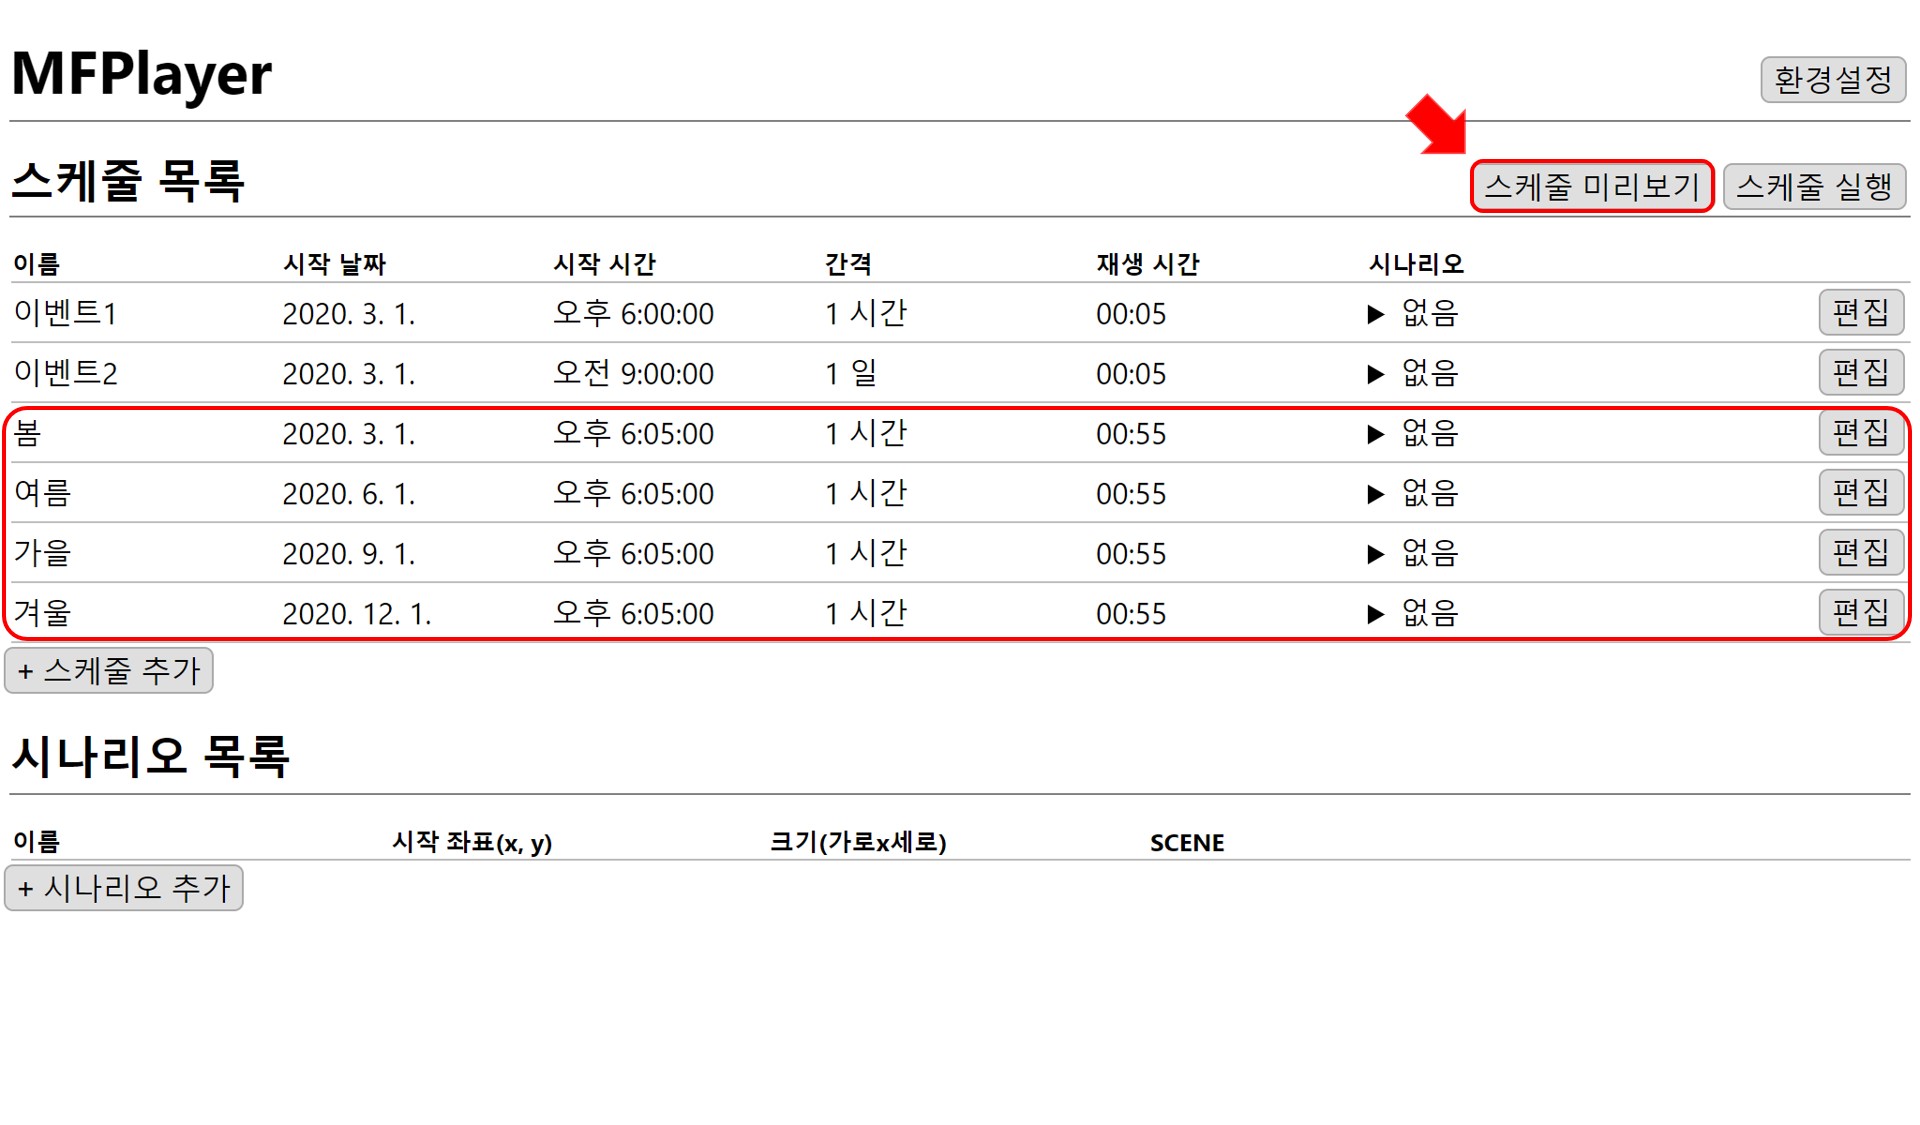 MFPlayer
환경설정
스케줄 목록
스케줄 미리보기 스케줄 실행
이름 시작 날짜 시작 시간 간격 재생 시간 시나리오
이벤트1 2020. 3. 1. 오후 6:00:00 1 시간 00:05 ▶ 없음 편집
이벤트2 2020. 3. 1. 오전 9:00:00 1 일 00:05 ▶ 없음 편집
봄 2020. 3. 1. 오후 6:05:00 1 시간 00:55 ▶ 없음 편집
여름 2020. 6. 1. 오후 6:05:00 1 시간 00:55 ▶ 없음 편집
가을 2020. 9. 1. 오후 6:05:00 1 시간 00:55 ▶ 없음 편집
겨울 2020. 12. 1. 오후 6:05:00 1 시간 00:55 ▶ 없음 편집
+ 스케줄 추가
시나리오 목록
이름 시작 좌표(x, y) 크기(가로x세로) SCENE
+ 시나리오 추가